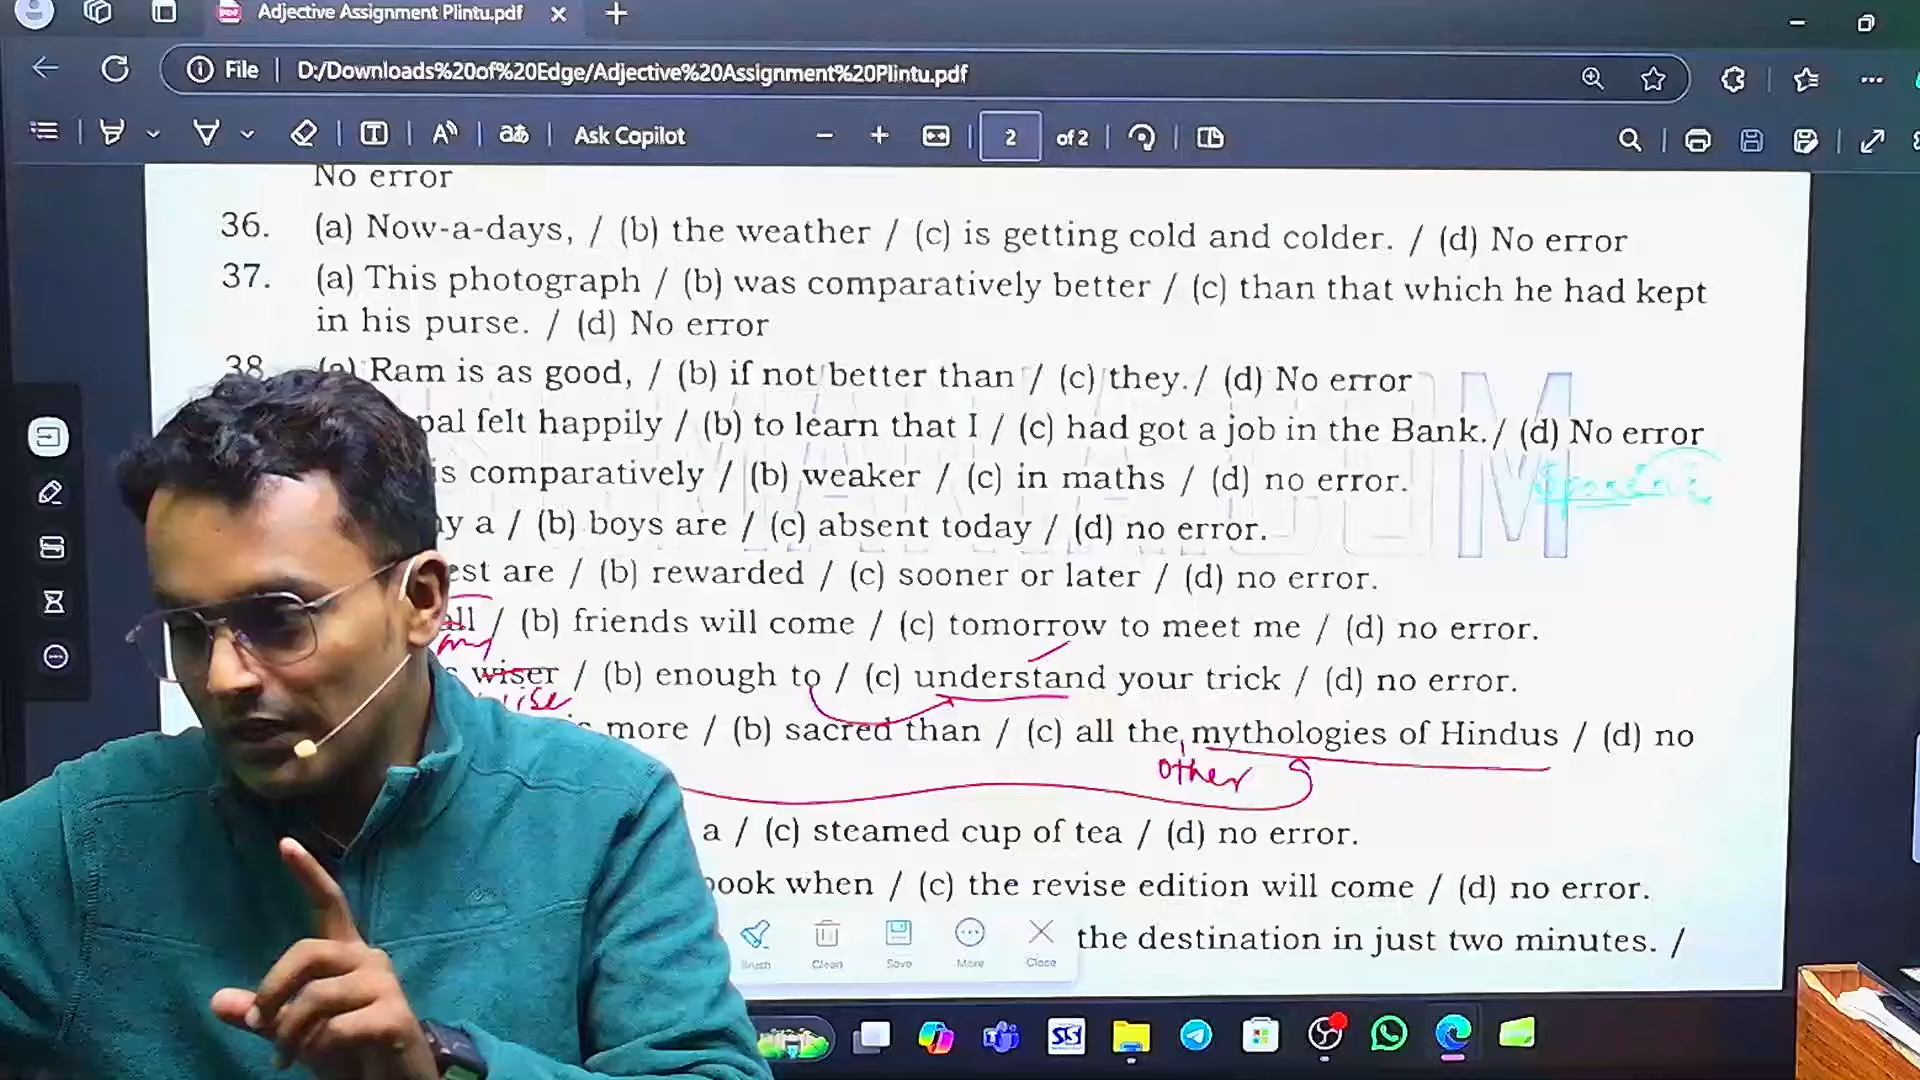 Adjective Assignment Plintu.pdf
File D:/Downloads%20of%20Edge/Adjective%20Assignment%20Plintu.pdf
Ask Copilot 2 of 2
No error
36. (a) Now-a-days, / (b) the weather / (c) is getting cold and colder. / (d) No error
37. (a) This photograph / (b) was comparatively better / (c) than that which he had kept
in his purse. / (d) No error
38. (a) Ram is as good, / (b) if not better than / (c) they./ (d) No error
felt happily / (b) to learn that I / (c) had got a job in the Bank./ (d) No error
comparatively / (b) weaker / (c) in maths / (d) no error.
a / (b) boys are / (c) absent today / (d) no error.
are / (b) rewarded / (c) sooner or later / (d) no error.
all / (b) friends will come / (c) tomorrow to meet me / (d) no error.
any
wiser / (b) enough to / (c) understand your trick / (d) no error.
more / (b) sacred than / (c) all the mythologies of Hindus / (d) no
other
a / (c) steamed cup of tea / (d) no error.
when / (c) the revise edition will come / (d) no error.
the destination in just two minutes. /
Brush Clean Save More Close